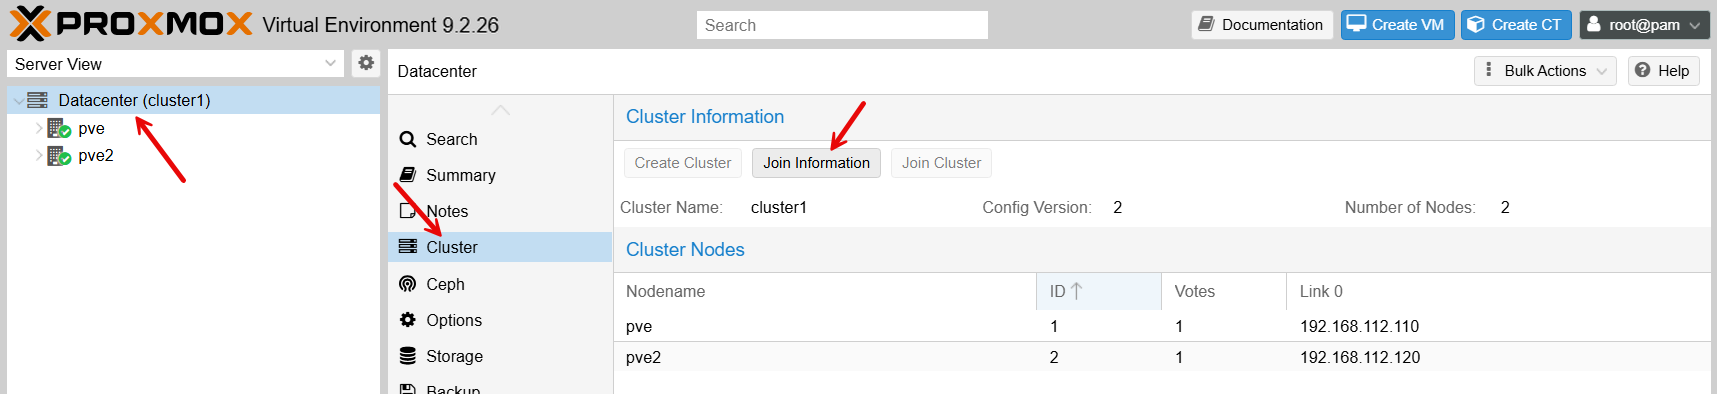 PROXMOX Virtual Environment 9.2.26 Search Documentation Create VM Create CT root@pam
Server View
Datacenter (cluster1)
pve
pve2
Datacenter Bulk Actions Help
Search
Summary
Notes
Cluster
Ceph
Options
Storage
Backup
Cluster Information
Create Cluster Join Information Join Cluster
Cluster Name: cluster1 Config Version: 2 Number of Nodes: 2
Cluster Nodes
Nodename ID Votes Link 0
pve 1 1 192.168.112.110
pve2 2 1 192.168.112.120